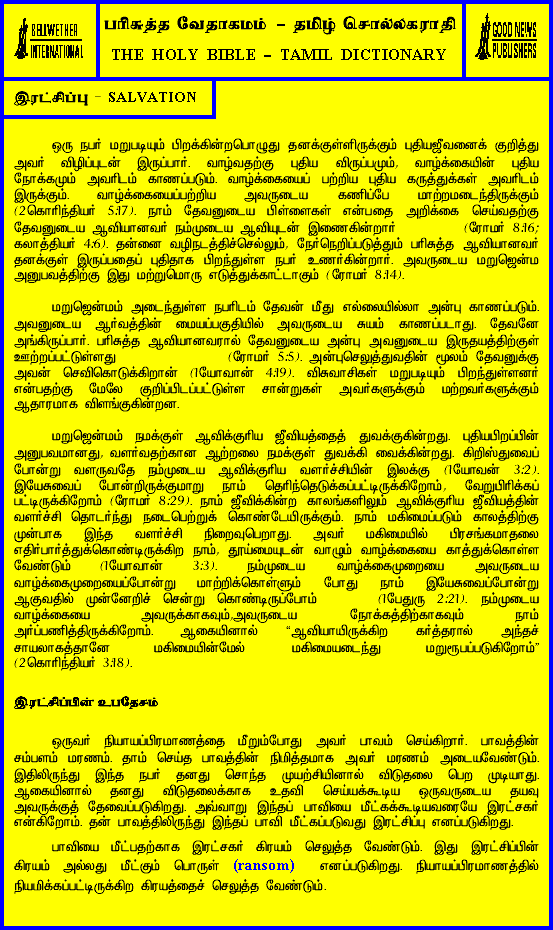 BELLWETHER
INTERNATIONAL
பரிசுத்த வேதாகமம் – தமிழ் சொல்லகராதி
THE HOLY BIBLE – TAMIL DICTIONARY
GOOD NEWS
PUBLISHERS
இரட்சிப்பு – SALVATION
ஒரு நபர் மறுபடியும் பிறக்கின்றபொழுது தனக்குள்ளிருக்கும் புதியஜீவனைக் குறித்து
அவர் விழிப்புடன் இருப்பார். வாழ்வதற்கு புதிய விருப்பமும், வாழ்க்கையின் புதிய
நோக்கமும் அவரிடம் காணப்படும். வாழ்க்கையைப் பற்றிய புதிய கருத்துக்கள் அவரிடம்
இருக்கும். வாழ்க்கையைப்பற்றிய அவருடைய கணிப்பே மாற்றமடைந்திருக்கும்
(2கொரிந்தியர் 5:17). நாம் தேவனுடைய பிள்ளைகள் என்பதை அறிக்கை செய்வதற்கு
தேவனுடைய ஆவியானவர் நம்முடைய ஆவியுடன் இணைகின்றார் (ரோமர் 8:16;
கலாத்தியர் 4:6). தன்னை வழிநடத்திச்செல்லும், நேர்நெறிப்படுத்தும் பரிசுத்த ஆவியானவர்
தனக்குள் இருப்பதைப் புதிதாக பிறந்துள்ள நபர் உணர்கின்றார். அவருடைய மறுஜென்ம
அனுபவத்திற்கு இது மற்றுமொரு எடுத்துக்காட்டாகும் (ரோமர் 8:14).
மறுஜென்மம் அடைந்துள்ள நபரிடம் தேவன் மீது எல்லையில்லா அன்பு காணப்படும்.
அவனுடைய ஆர்வத்தின் மையப்பகுதியில் அவருடைய சுயம் காணப்படாது. தேவனே
அங்கிருப்பார். பரிசுத்த ஆவியானவரால் தேவனுடைய அன்பு அவனுடைய இருதயத்திற்குள்
ஊற்றப்பட்டுள்ளது (ரோமர் 5:5). அன்புசெலுத்துவதின் மூலம் தேவனுக்கு
அவன் செவிகொடுக்கிறான் (1யோவான் 4:19). விசுவாசிகள் மறுபடியும் பிறந்துள்ளனர்
என்பதற்கு மேலே குறிப்பிடப்பட்டுள்ள சான்றுகள் அவர்களுக்கும் மற்றவர்களுக்கும்
ஆதாரமாக விளங்குகின்றன.
மறுஜென்மம் நமக்குள் ஆவிக்குரிய ஜீவியத்தைத் துவக்குகின்றது. புதியபிறப்பின்
அனுபவமானது, வளர்வதற்கான ஆற்றலை நமக்குள் துவக்கி வைக்கின்றது. கிறிஸ்துவைப்
போன்று வளருவதே நம்முடைய ஆவிக்குரிய வளர்ச்சியின் இலக்கு (1யோவன் 3:2).
இயேசுவைப் போன்றிருக்குமாறு நாம் தெரிந்தெடுக்கப்பட்டிருக்கிறோம், வேறுபிரிக்கப்
பட்டிருக்கிறோம் (ரோமர் 8:29). நாம் ஜீவிக்கின்ற காலங்களிலும் ஆவிக்குரிய ஜீவியத்தின்
வளர்ச்சி தொடர்ந்து நடைபெற்றுக் கொண்டேயிருக்கும். நாம் மகிமைப்படும் காலத்திற்கு
முன்பாக இந்த வளர்ச்சி நிறைவுபெறாது. அவர் மகிமையில் பிரசங்கமாதலை
எதிர்பார்த்துக்கொண்டிருக்கிற நாம், தூய்மையுடன் வாழும் வாழ்க்கையை காத்துக்கொள்ள
வேண்டும் (1யோவான் 3:3). நம்முடைய வாழ்க்கைமுறையை அவருடைய
வாழ்க்கைமுறையைப்போன்று மாற்றிக்கொள்ளும் போது நாம் இயேசுவைப்போன்று
ஆகுவதில் முன்னேறிச் சென்று கொண்டிருப்போம் (1பேதுரு 2:21). நம்முடைய
வாழ்க்கையை அவருக்காகவும்,அவருடைய நோக்கத்திற்காகவும் நாம்
அர்ப்பணித்திருக்கிறோம். ஆகையினால் “ஆவியாயிருக்கிற கர்த்தரால் அந்தச்
சாயலாகத்தானே மகிமையின்மேல் மகிமையடைந்து மறுரூபப்படுகிறோம்”
(2கொரிந்தியர் 3:18).
இரட்சிப்பின் உபதேசம்
ஒருவர் நியாயப்பிரமாணத்தை மீறும்போது அவர் பாவம் செய்கிறார். பாவத்தின்
சம்பளம் மரணம். தாம் செய்த பாவத்தின் நிமித்தமாக அவர் மரணம் அடையவேண்டும்.
இதிலிருந்து இந்த நபர் தனது சொந்த முயற்சியினால் விடுதலை பெற முடியாது.
ஆகையினால் தனது விடுதலைக்காக உதவி செய்யக்கூடிய ஒருவருடைய தயவு
அவருக்குத் தேவைப்படுகிறது. அவ்வாறு இந்தப் பாவியை மீட்கக்கூடியவரையே இரட்சகர்
என்கிறோம். தன் பாவத்திலிருந்து இந்தப் பாவி மீட்கப்படுவது இரட்சிப்பு எனப்படுகிறது.
பாவியை மீட்பதற்காக இரட்சகர் கிரயம் செலுத்த வேண்டும். இது இரட்சிப்பின்
கிரயம் அல்லது மீட்கும் பொருள் (ransom) எனப்படுகிறது. நியாயப்பிரமாணத்தில்
நியமிக்கப்பட்டிருக்கிற கிரயத்தைச் செலுத்த வேண்டும்.